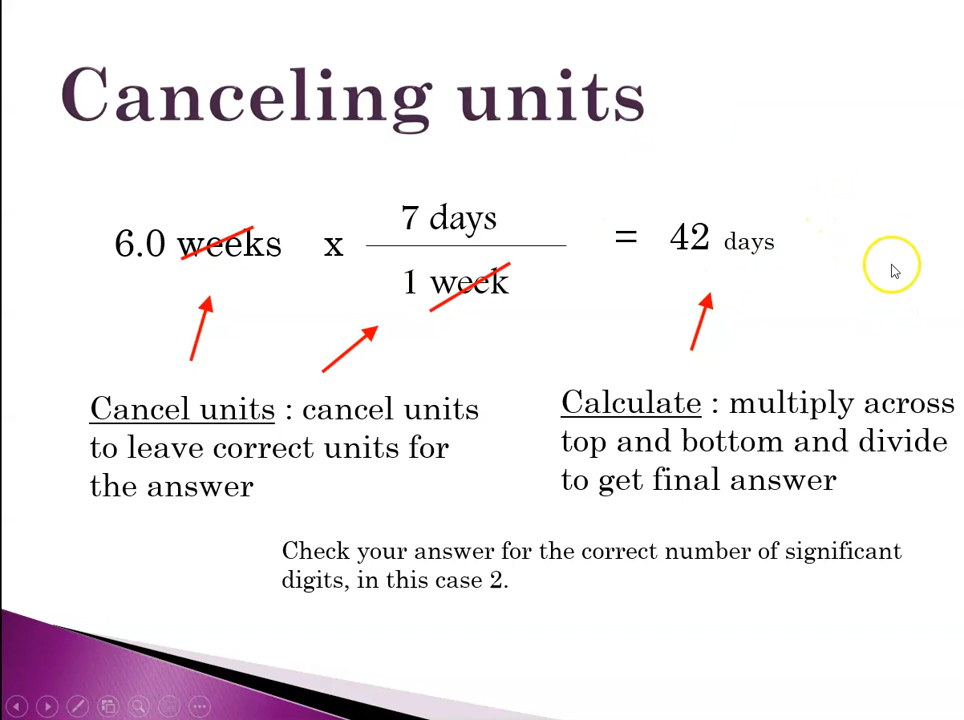 Canceling units
7 days
6.0 weeks x = 42 days
1 week
Cancel units : cancel units
to leave correct units for
the answer
Calculate : multiply across
top and bottom and divide
to get final answer
Check your answer for the correct number of significant
digits, in this case 2.